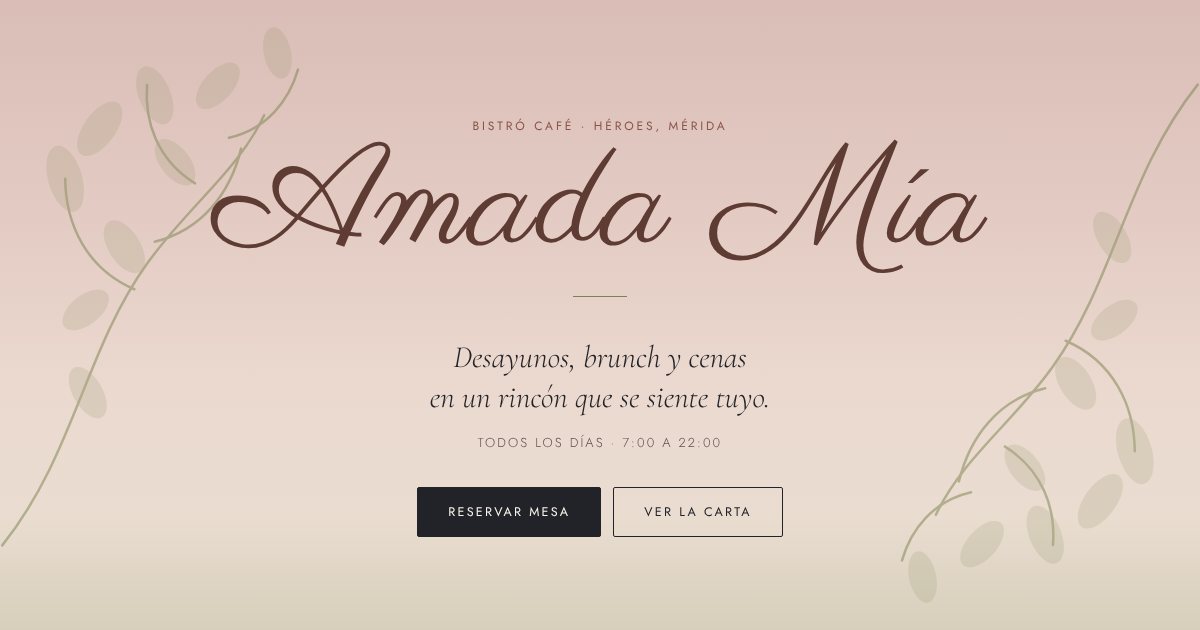 BISTRÓ CAFÉ · HÉROES, MÉRIDA
Amada Mía
Desayunos, brunch y cenas
en un rincón que se siente tuyo.
TODOS LOS DÍAS · 7:00 A 22:00
RESERVAR MESA
VER LA CARTA